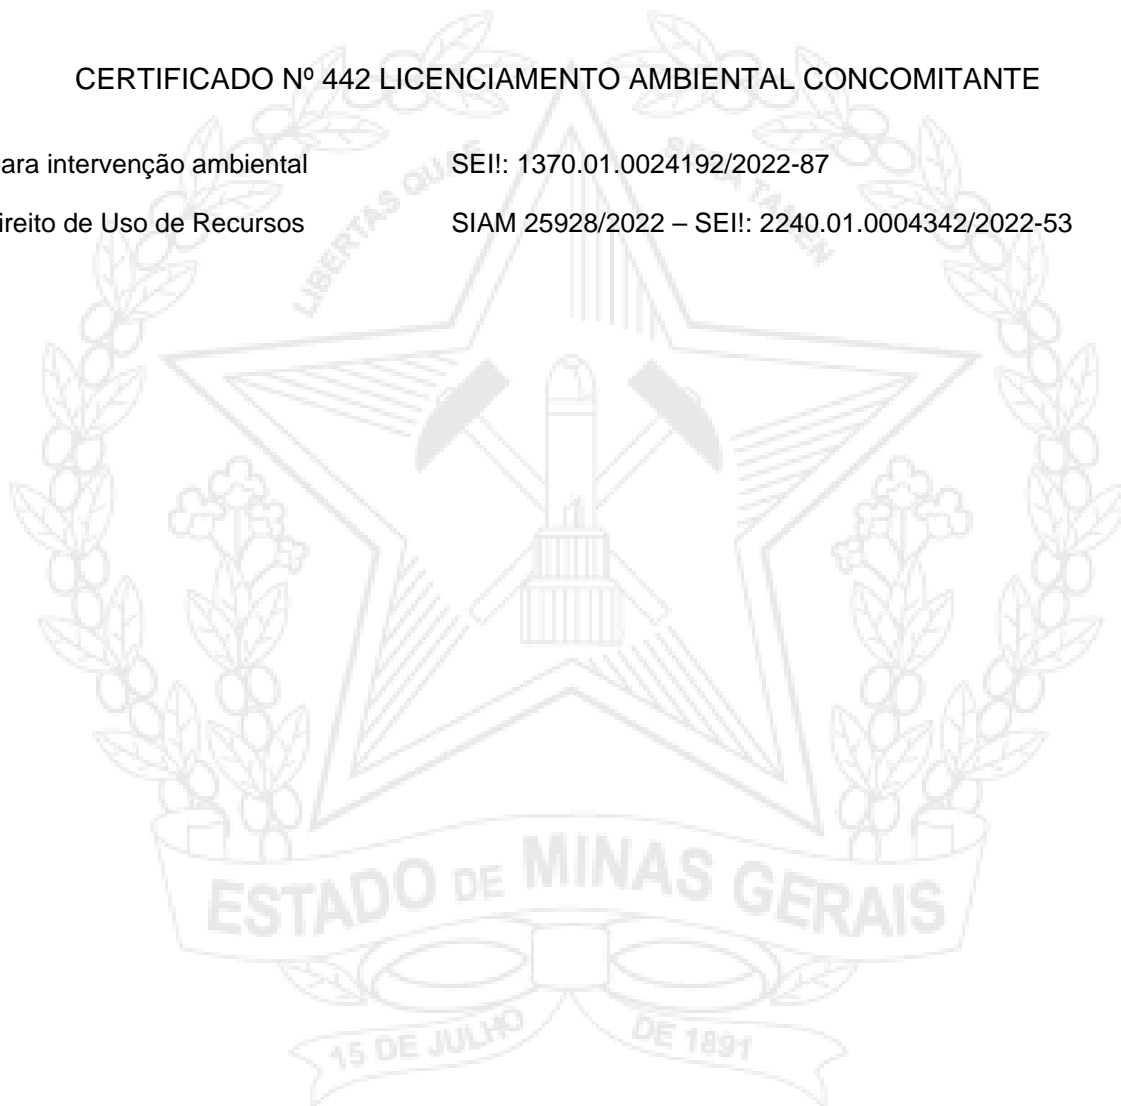 CERTIFICADO Nº 442 LICENCIAMENTO AMBIENTAL CONCOMITANTE
ara intervenção ambiental SEI!: 1370.01.0024192/2022-87
ireito de Uso de Recursos SIAM 25928/2022 – SEI!: 2240.01.0004342/2022-53
LIBERTAS QUAE SERA TAMEN
ESTADO DE MINAS GERAIS
15 DE JULHO DE 1891